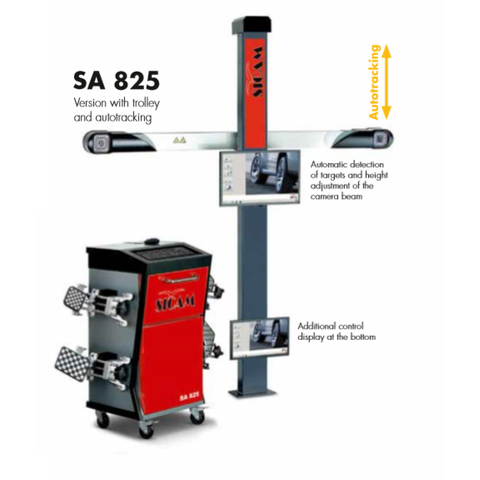 SA 825
Version with trolley
and autotracking
SICAM
Autotracking
Automatic detection
of targets and height
adjustment of the
camera beam
Additional control
display at the bottom
SICAM
SA 825